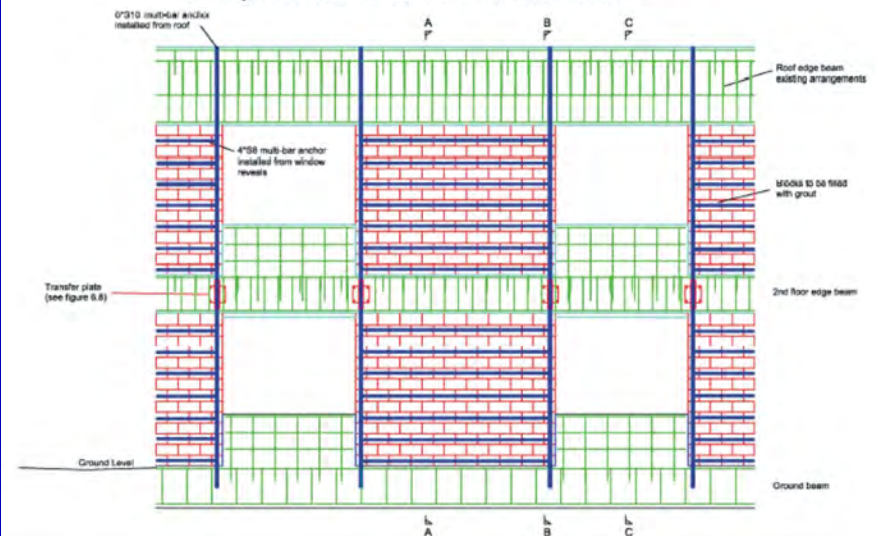 6*S10 multi-bar anchor
installed from roof
A
B
C
Roof edge beam
existing arrangements
4*S8 multi-bar anchor
installed from window
reveals
Blocks to be filled
with grout
Transfer plate
(see figure 6.8)
2nd floor edge beam
Ground Level
Ground beam
A
B
C